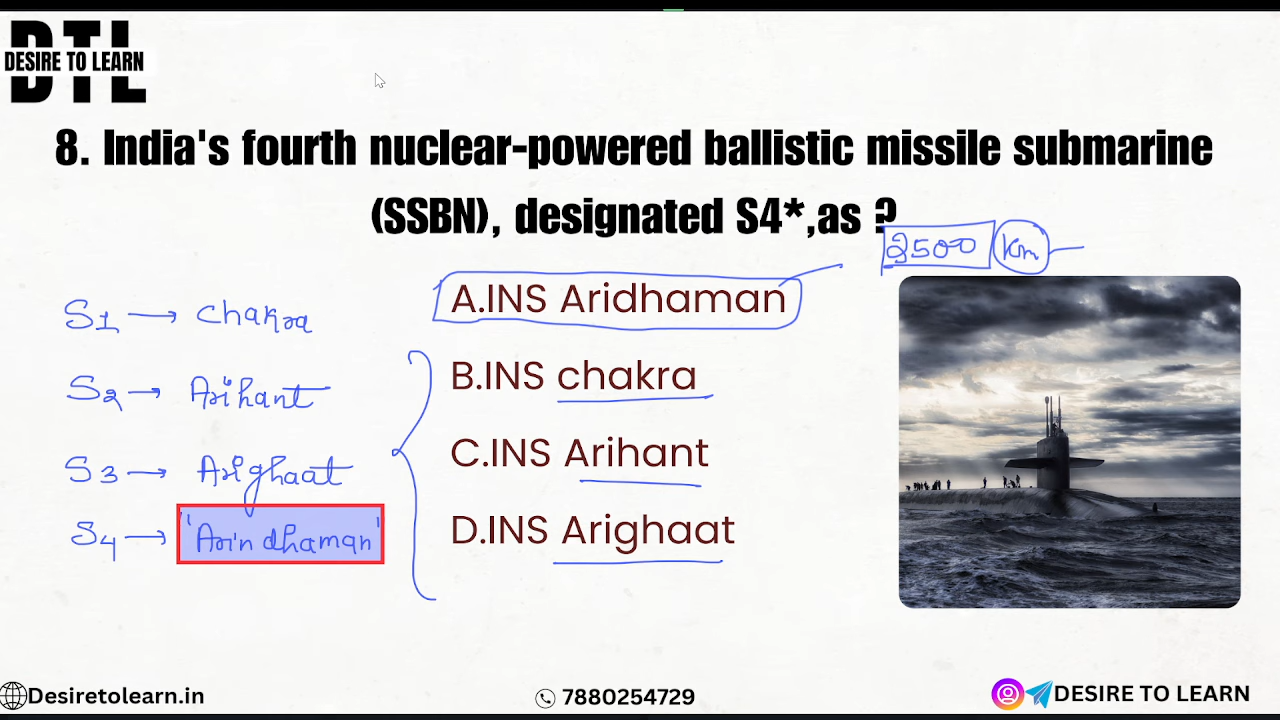 DTL
DESIRE TO LEARN
8. India's fourth nuclear-powered ballistic missile submarine
(SSBN), designated S4*,as ?
2500 km
A.INS Aridhaman
B.INS chakra
C.INS Arihant
D.INS Arighaat
S1 → chakra
S2 → Arihant
S3 → Arighaat
S4 → 'Arindhaman'
Desiretolearn.in
7880254729
DESIRE TO LEARN